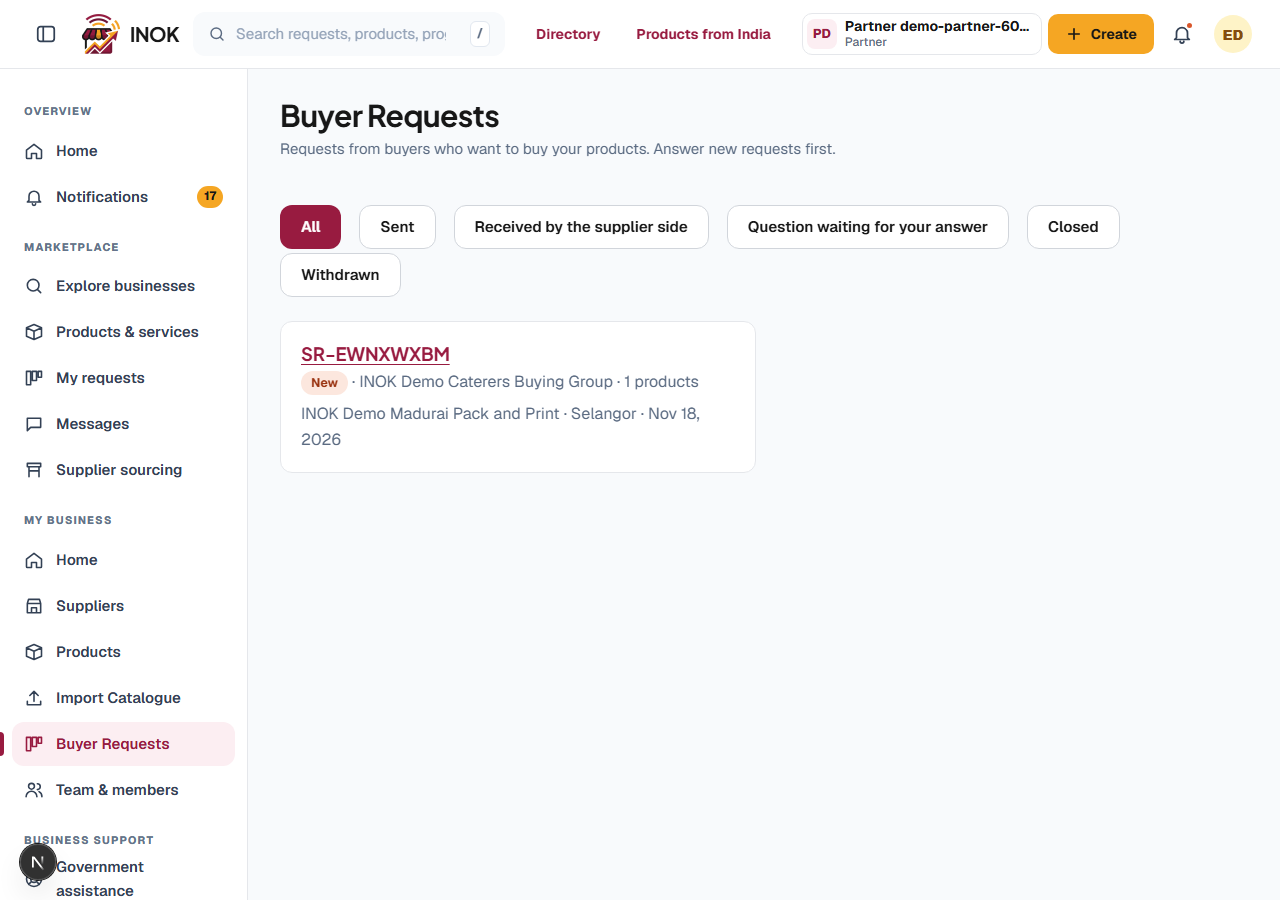 INOK
Search requests, products, pro
/
Directory
Products from India
PD
Partner demo-partner-60...
Partner
Create
ED
OVERVIEW
Home
Notifications
17
MARKETPLACE
Explore businesses
Products & services
My requests
Messages
Supplier sourcing
MY BUSINESS
Home
Suppliers
Products
Import Catalogue
Buyer Requests
Team & members
BUSINESS SUPPORT
N
Government
assistance
Buyer Requests
Requests from buyers who want to buy your products. Answer new requests first.
All
Sent
Received by the supplier side
Question waiting for your answer
Closed
Withdrawn
SR-EWNXWXBM
New · INOK Demo Caterers Buying Group · 1 products
INOK Demo Madurai Pack and Print · Selangor · Nov 18,
2026